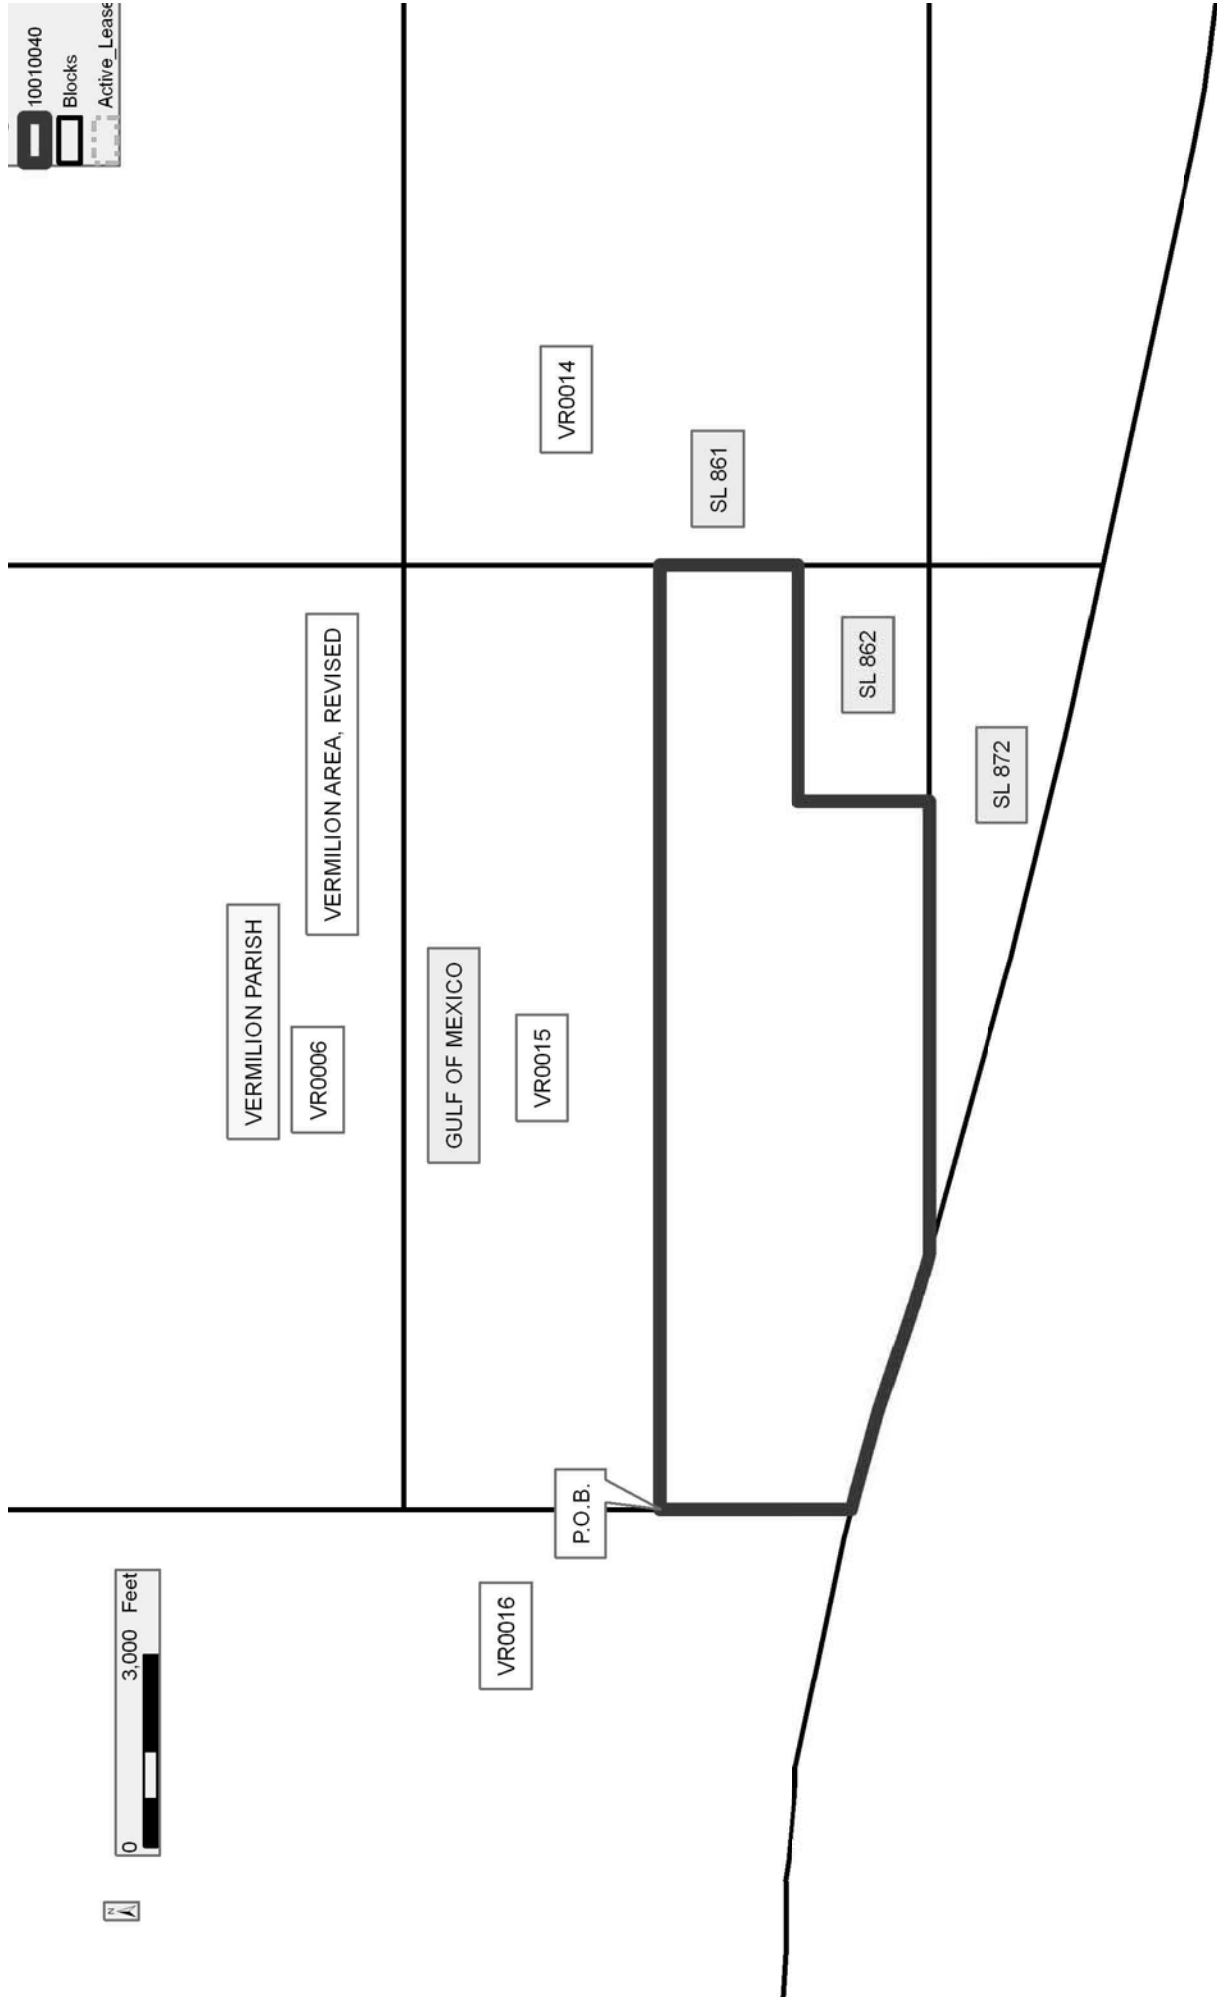 0 3,000 Feet
N
10010040
Blocks
Active_Lease
VERMILION PARISH
VR0006
VERMILION AREA, REVISED
GULF OF MEXICO
VR0016
VR0015
VR0014
P.O.B.
SL 861
SL 862
SL 872